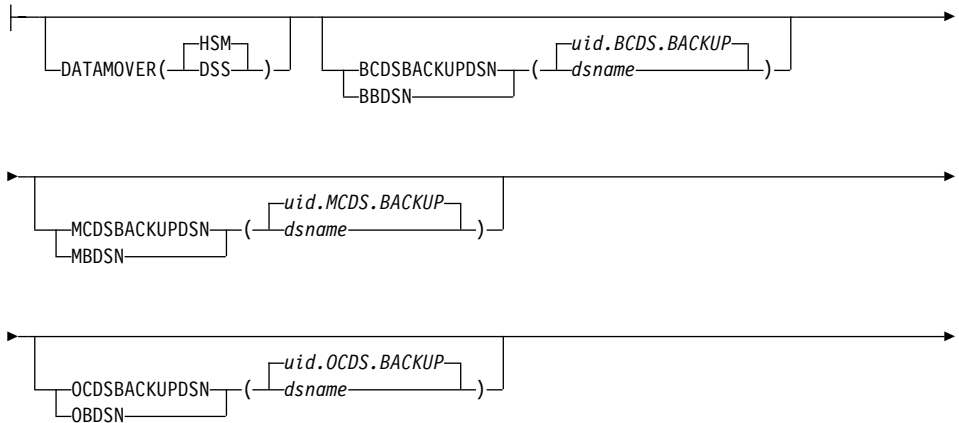 HSM
DATAMOVER( DSS )
uid.BCDS.BACKUP
BCDSBACKUPDSN ( dsname )
BBDSN
uid.MCDS.BACKUP
MCDSBACKUPDSN ( dsname )
MBDSN
uid.OCDS.BACKUP
OCDSBACKUPDSN ( dsname )
OBDSN